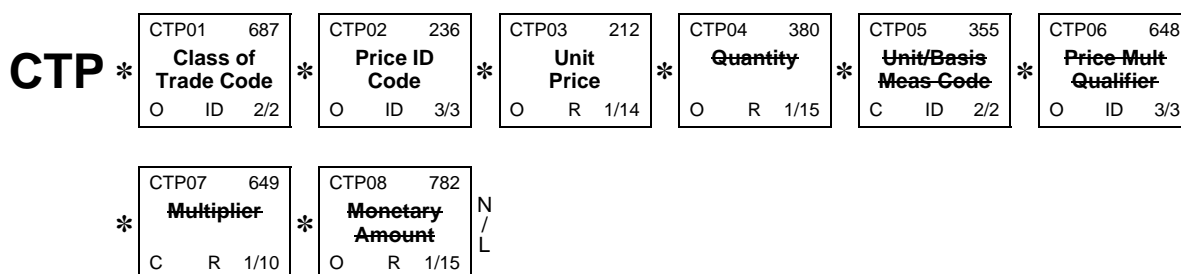 CTP01 687 CTP02 236 CTP03 212 CTP04 380 CTP05 355 CTP06 648
CTP * Class of Trade Code * Price ID Code * Unit Price * Quantity * Unit/Basis Meas Code * Price Mult Qualifier
O ID 2/2 O ID 3/3 O R 1/14 O R 1/15 C ID 2/2 O ID 3/3
CTP07 649 CTP08 782
* Multiplier * Monetary Amount N/L
C R 1/10 O R 1/15